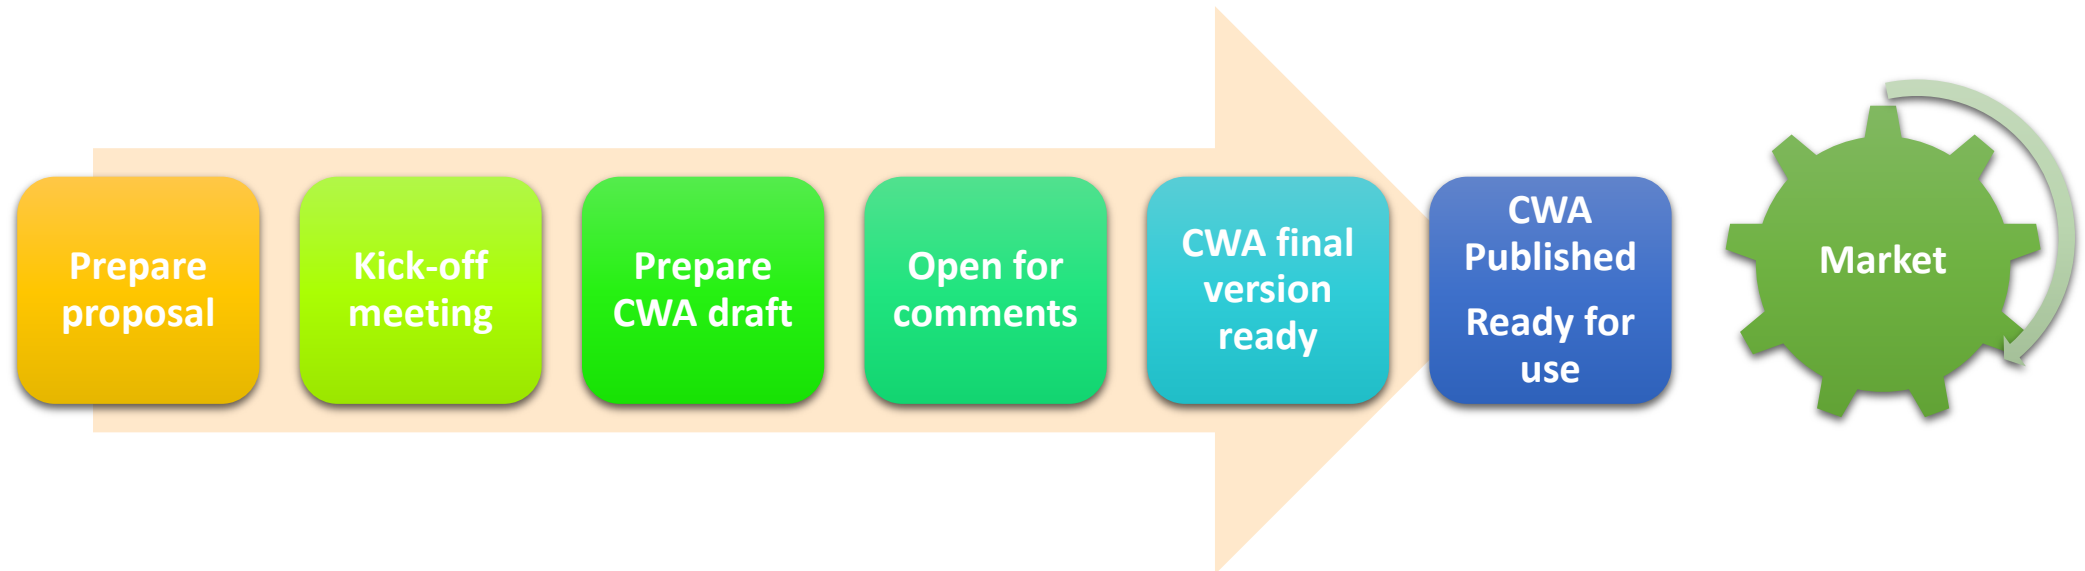 Prepare
proposal
Kick-off
meeting
Prepare
CWA draft
Open for
comments
CWA final
version
ready
CWA
Published
Ready for
use
Market